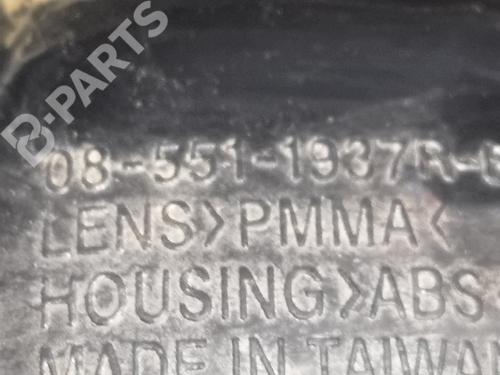 B-PARTS
08-551-1937R-
LENS>PMMA<
HOUSING>ABS
MADE IN TAIWAN